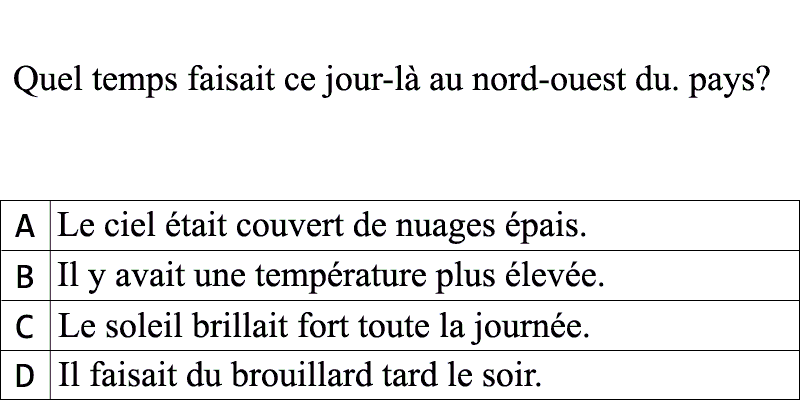 Quel temps faisait ce jour-là au nord-ouest du. pays?
A Le ciel était couvert de nuages épais.
B Il y avait une température plus élevée.
C Le soleil brillait fort toute la journée.
D Il faisait du brouillard tard le soir.